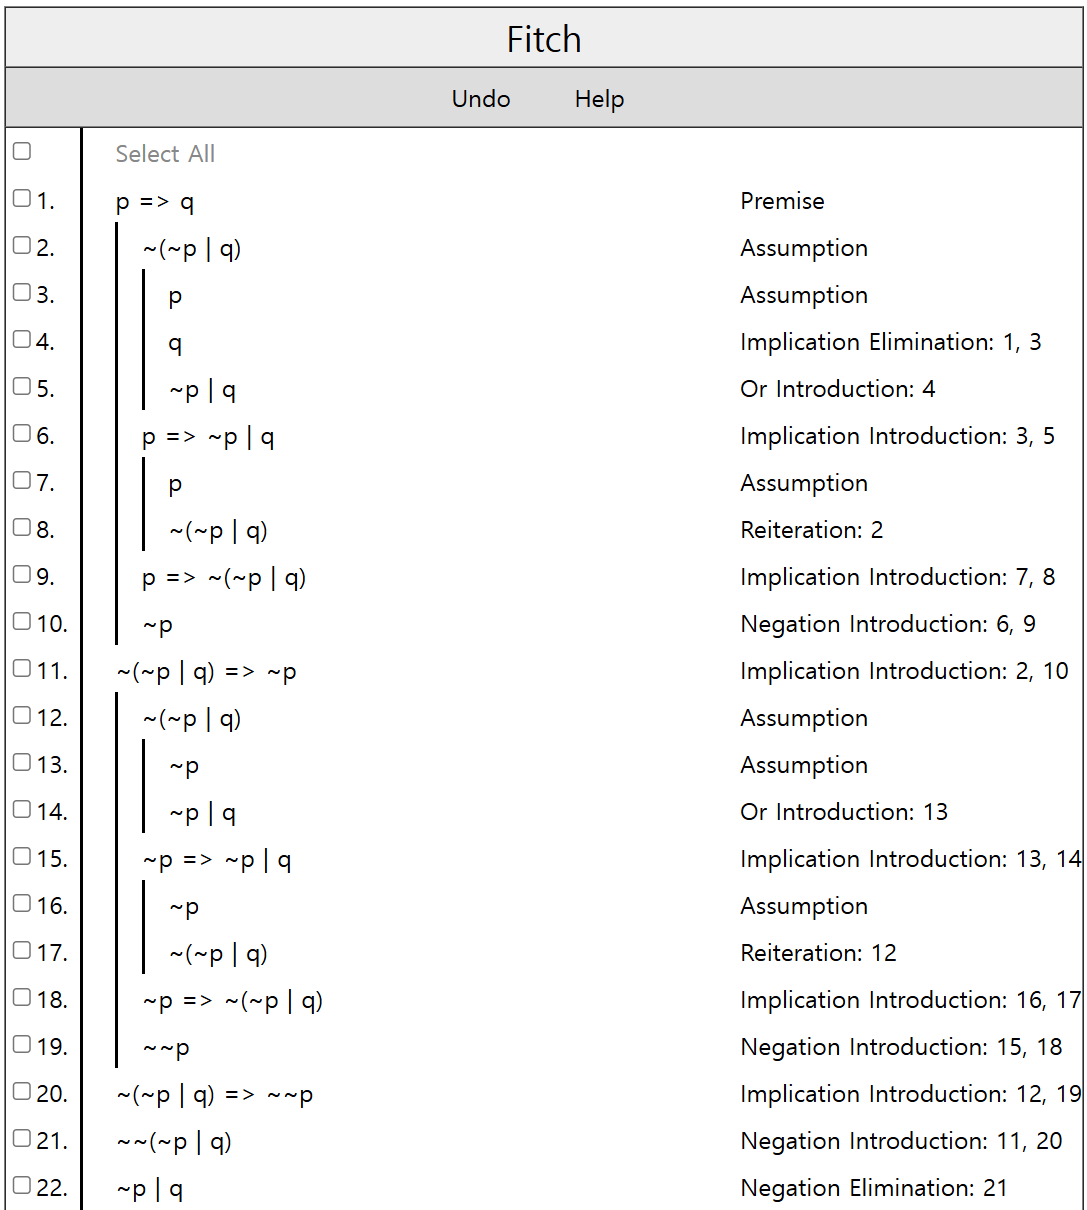 Fitch
Undo Help
Select All
1. p => q Premise
2. ~(~p | q) Assumption
3. p Assumption
4. q Implication Elimination: 1, 3
5. ~p | q Or Introduction: 4
6. p => ~p | q Implication Introduction: 3, 5
7. p Assumption
8. ~(~p | q) Reiteration: 2
9. p => ~(~p | q) Implication Introduction: 7, 8
10. ~p Negation Introduction: 6, 9
11. ~(~p | q) => ~p Implication Introduction: 2, 10
12. ~(~p | q) Assumption
13. ~p Assumption
14. ~p | q Or Introduction: 13
15. ~p => ~p | q Implication Introduction: 13, 14
16. ~p Assumption
17. ~(~p | q) Reiteration: 12
18. ~p => ~(~p | q) Implication Introduction: 16, 17
19. ~~p Negation Introduction: 15, 18
20. ~(~p | q) => ~~p Implication Introduction: 12, 19
21. ~~(~p | q) Negation Introduction: 11, 20
22. ~p | q Negation Elimination: 21